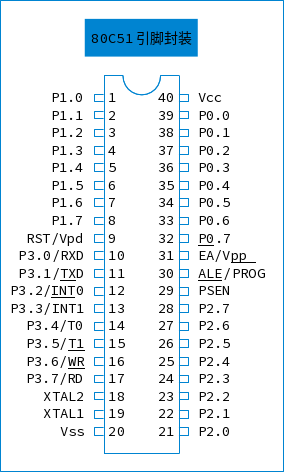 80C51引脚封装
P1.0 1 40 Vcc
P1.1 2 39 P0.0
P1.2 3 38 P0.1
P1.3 4 37 P0.2
P1.4 5 36 P0.3
P1.5 6 35 P0.4
P1.6 7 34 P0.5
P1.7 8 33 P0.6
RST/Vpd 9 32 P0.7
P3.0/RXD 10 31 EA/Vpp
P3.1/TXD 11 30 ALE/PROG
P3.2/INT0 12 29 PSEN
P3.3/INT1 13 28 P2.7
P3.4/T0 14 27 P2.6
P3.5/T1 15 26 P2.5
P3.6/WR 16 25 P2.4
P3.7/RD 17 24 P2.3
XTAL2 18 23 P2.2
XTAL1 19 22 P2.1
Vss 20 21 P2.0